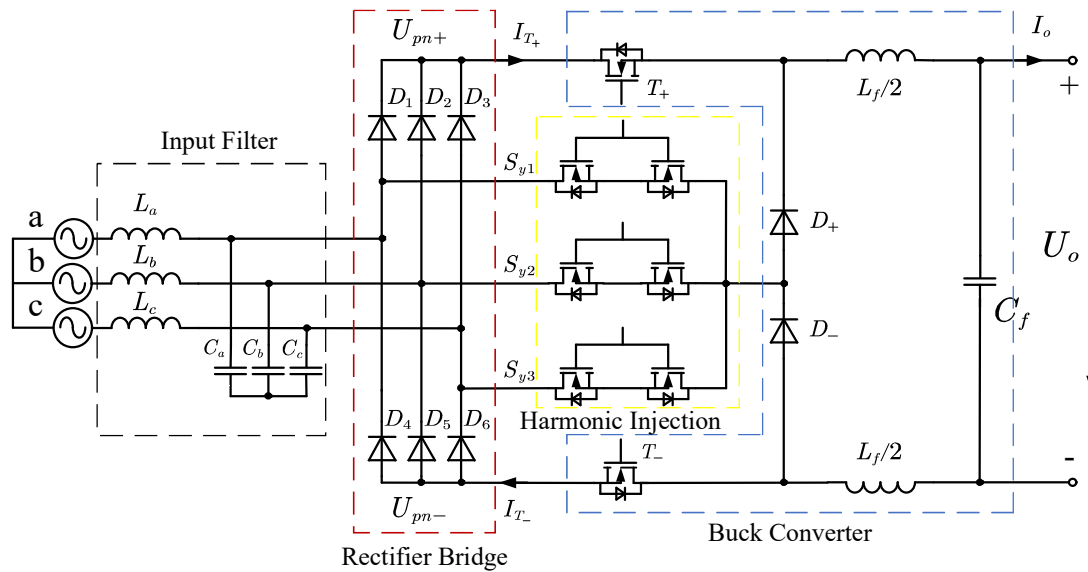 U_{pn+}
I_{T_+}
I_o
D_1 D_2 D_3
T_+
L_f/2
+
Input Filter
S_{y1}
L_a
a
D_+
L_b
b
S_{y2}
U_o
L_c
c
C_f
D_-
C_a C_b C_c
S_{y3}
D_4 D_5 D_6
Harmonic Injection
T_-
L_f/2
-
U_{pn-}
I_{T_-}
Buck Converter
Rectifier Bridge